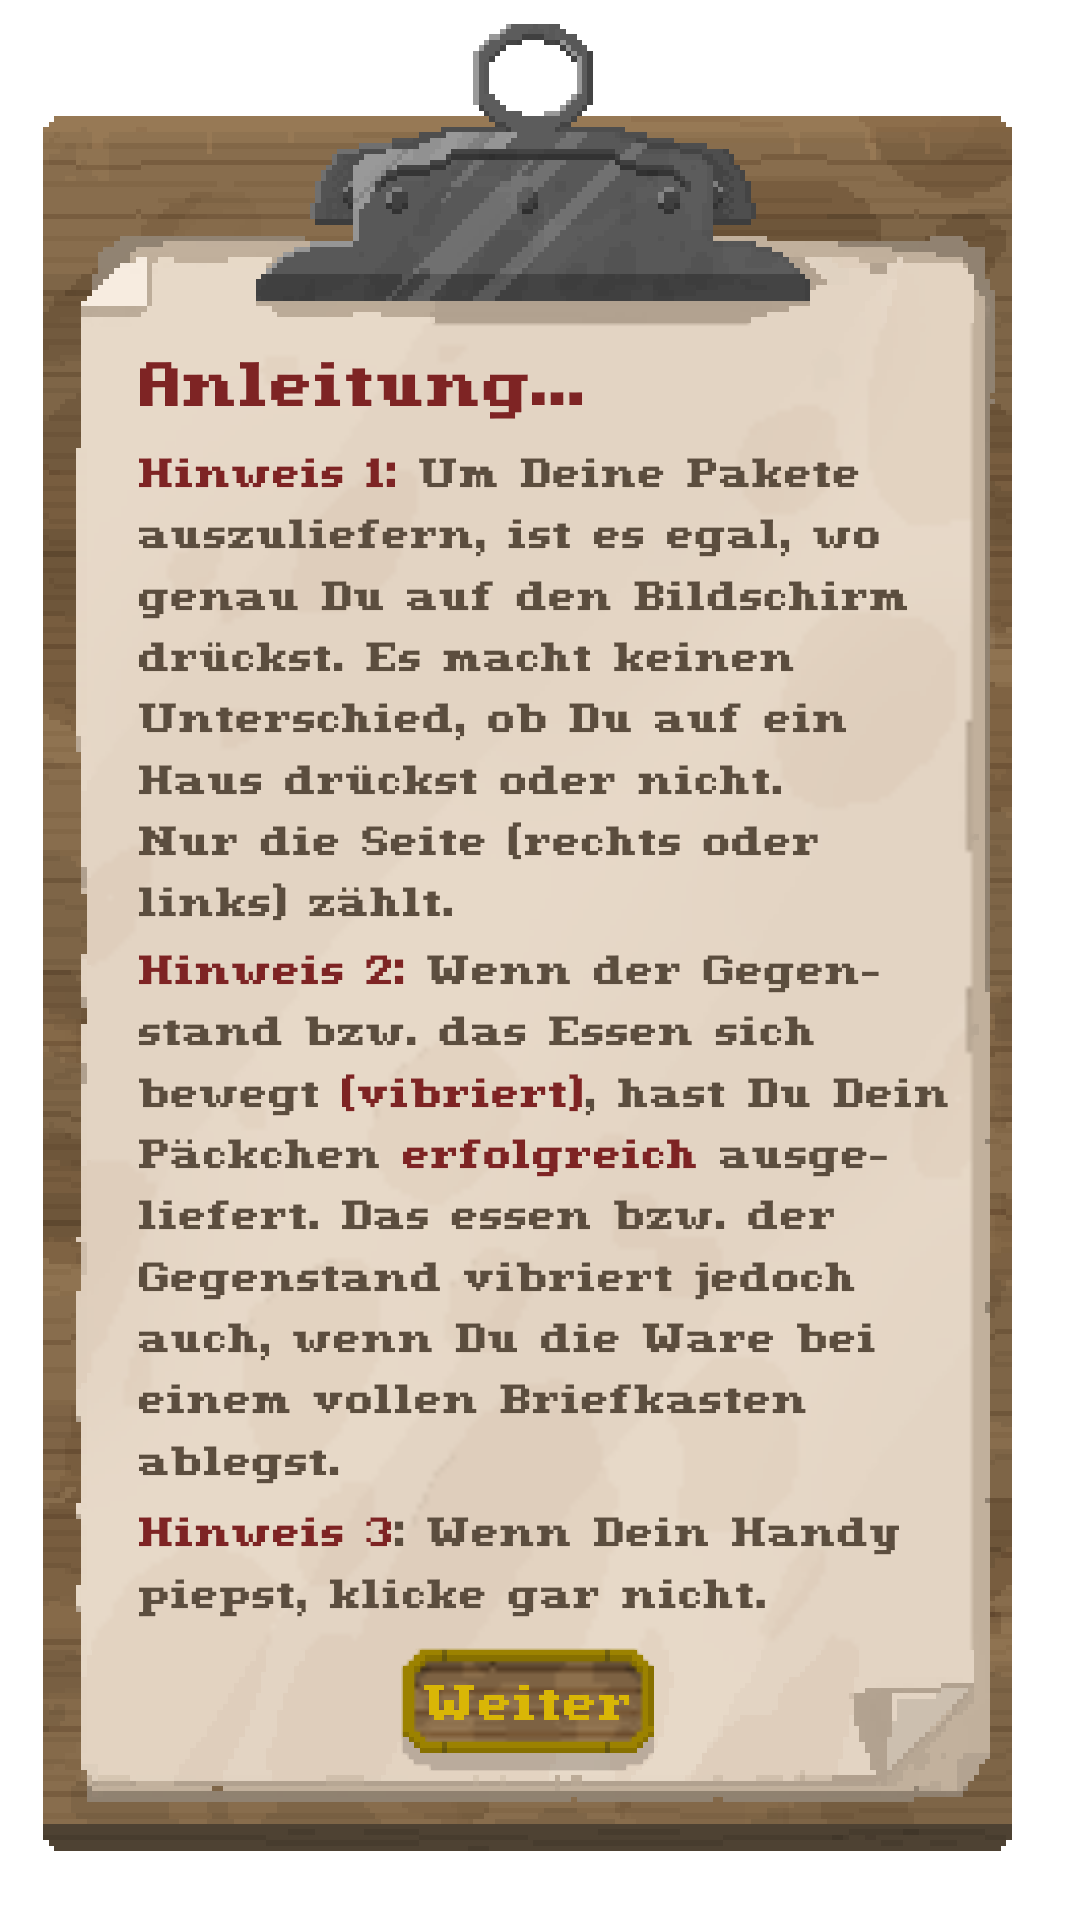 Anleitung...
Hinweis 1: Um Deine Pakete
auszuliefern, ist es egal, wo
genau Du auf den Bildschirm
drückst. Es macht keinen
Unterschied, ob Du auf ein
Haus drückst oder nicht.
Nur die Seite (rechts oder
links) zählt.
Hinweis 2: Wenn der Gegen-
stand bzw. das Essen sich
bewegt (vibriert), hast Du Dein
Päckchen erfolgreich ausge-
liefert. Das essen bzw. der
Gegenstand vibriert jedoch
auch, wenn Du die Ware bei
einem vollen Briefkasten
ablegst.
Hinweis 3: Wenn Dein Handy
piepst, klicke gar nicht.
Weiter